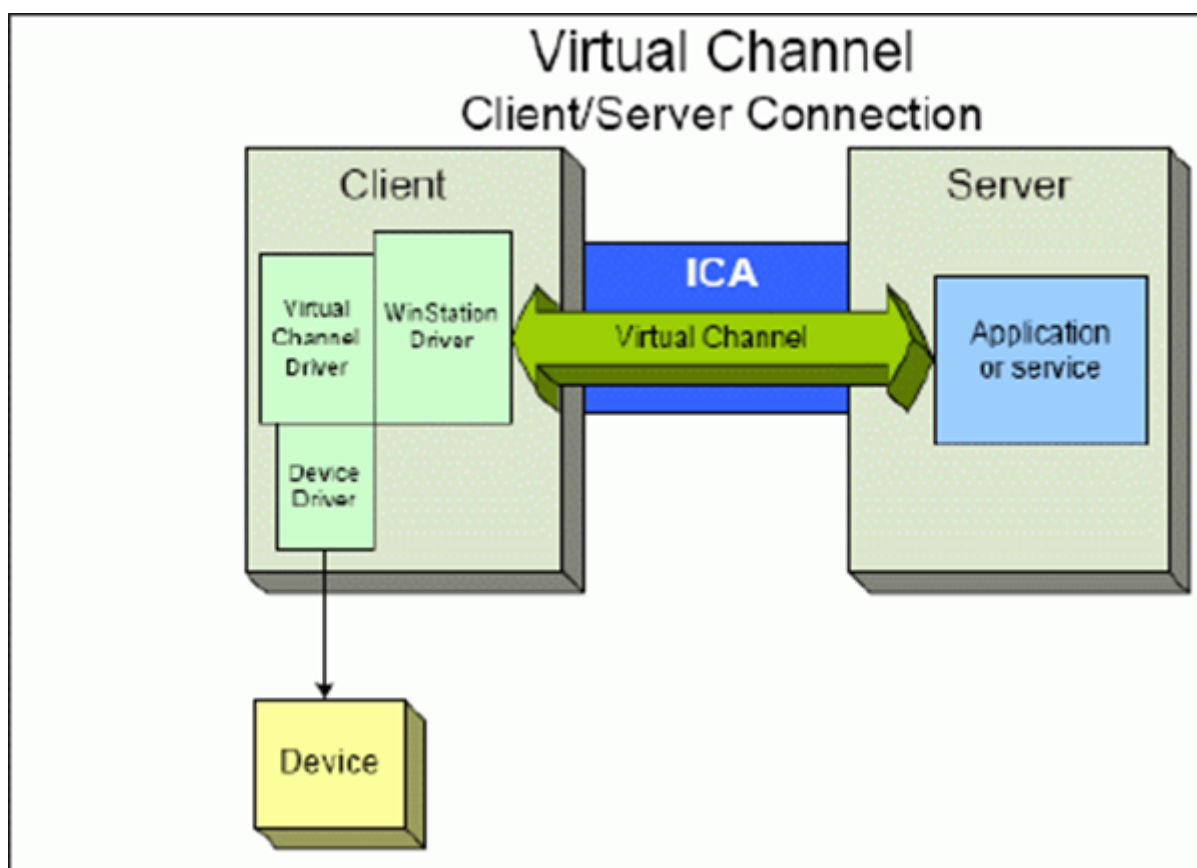 Virtual Channel
Client/Server Connection
Client
Server
Virtual
Channel
Driver
WinStation
Driver
ICA
Virtual Channel
Application
or service
Device
Driver
Device